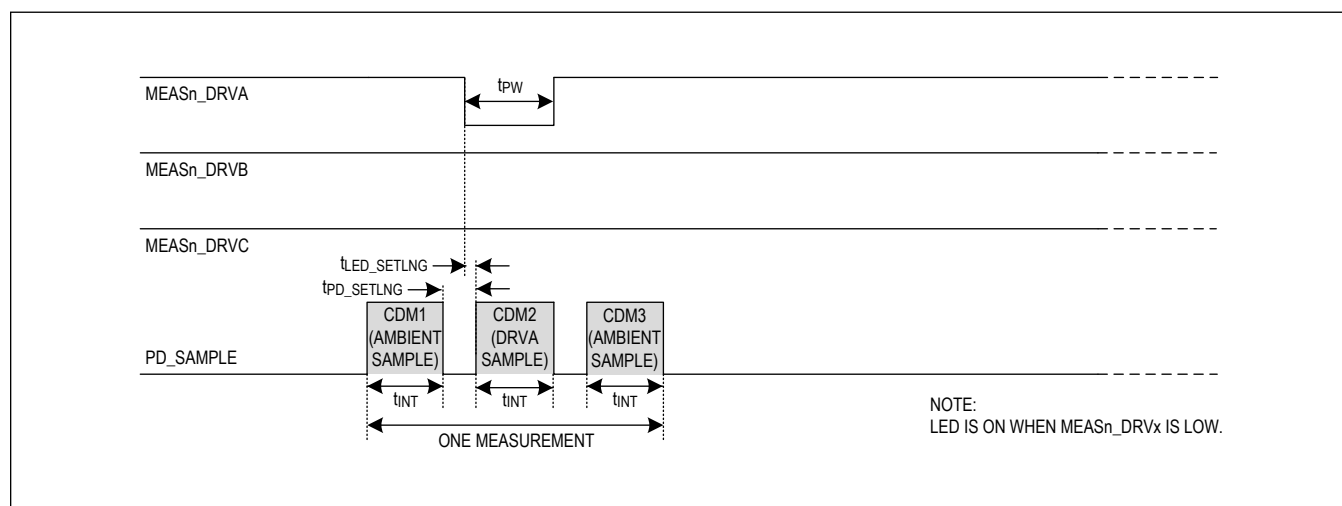 MEASn_DRVA
tPW
MEASn_DRVB
MEASn_DRVC
tLED_SETLNG
tPD_SETLNG
CDM1
(AMBIENT
SAMPLE)
CDM2
(DRVA
SAMPLE)
CDM3
(AMBIENT
SAMPLE)
PD_SAMPLE
tINT
tINT
tINT
ONE MEASUREMENT
NOTE:
LED IS ON WHEN MEASn_DRVx IS LOW.